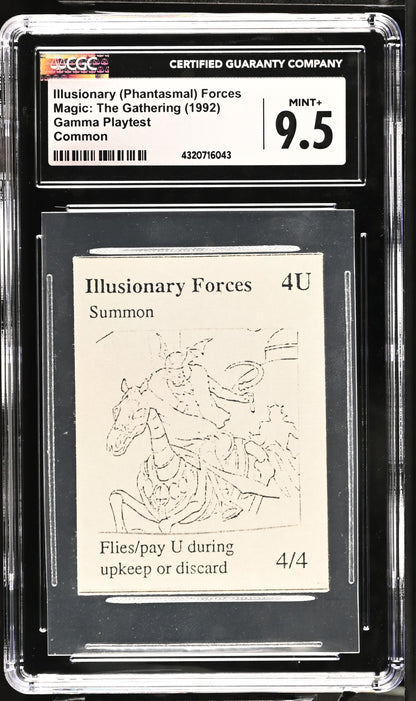 CGC
CERTIFIED GUARANTY COMPANY
Illusionary (Phantasmal) Forces
Magic: The Gathering (1992)
Gamma Playtest
Common
MINT+
9.5
4320716043
Illusionary Forces 4U
Summon
Flies/pay U during
upkeep or discard
4/4